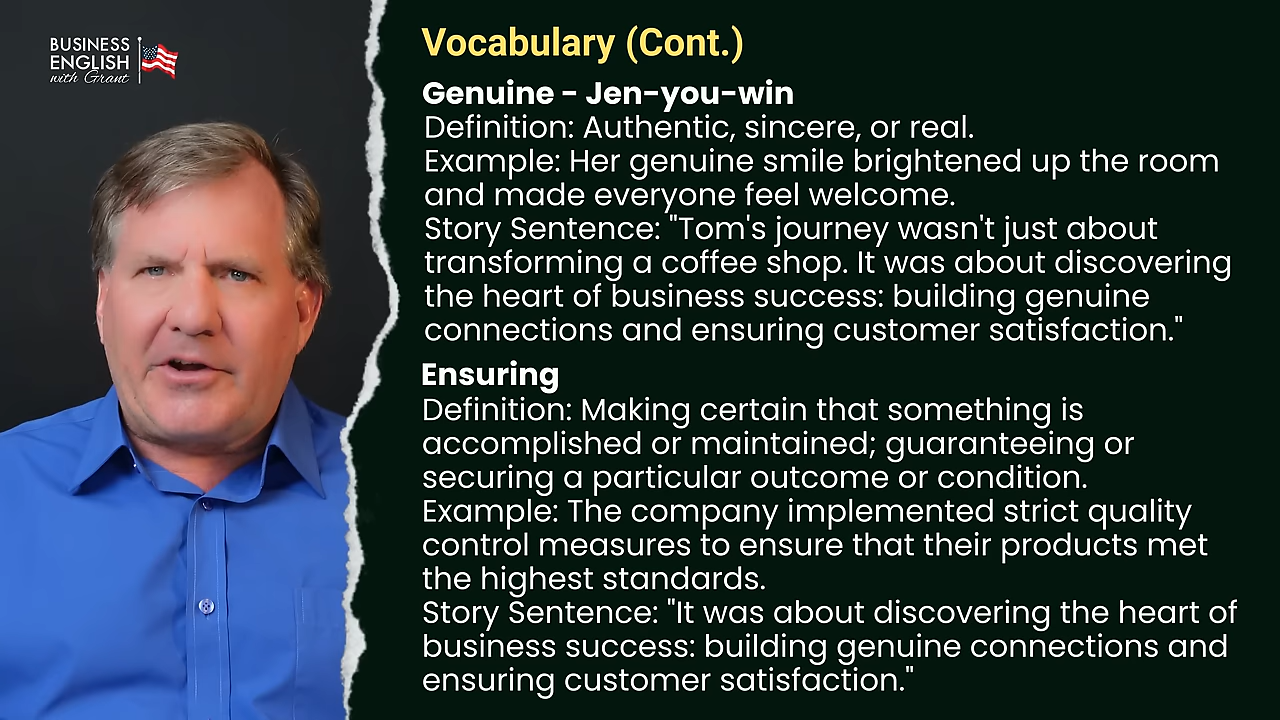 BUSINESS
ENGLISH
with Grant
Vocabulary (Cont.)
Genuine - Jen-you-win
Definition: Authentic, sincere, or real.
Example: Her genuine smile brightened up the room
and made everyone feel welcome.
Story Sentence: "Tom's journey wasn't just about
transforming a coffee shop. It was about discovering
the heart of business success: building genuine
connections and ensuring customer satisfaction."
Ensuring
Definition: Making certain that something is
accomplished or maintained; guaranteeing or
securing a particular outcome or condition.
Example: The company implemented strict quality
control measures to ensure that their products met
the highest standards.
Story Sentence: "It was about discovering the heart of
business success: building genuine connections and
ensuring customer satisfaction."